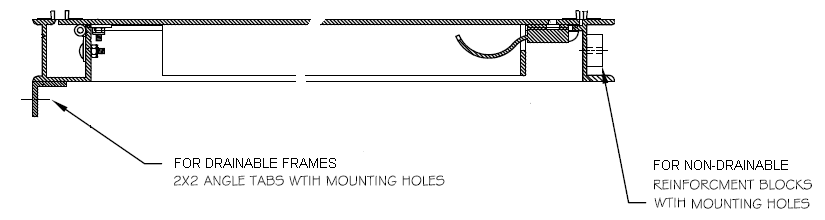 FOR DRAINABLE FRAMES
2X2 ANGLE TABS WTIH MOUNTING HOLES
FOR NON-DRAINABLE
REINFORCMENT BLOCKS
WTIH MOUNTING HOLES